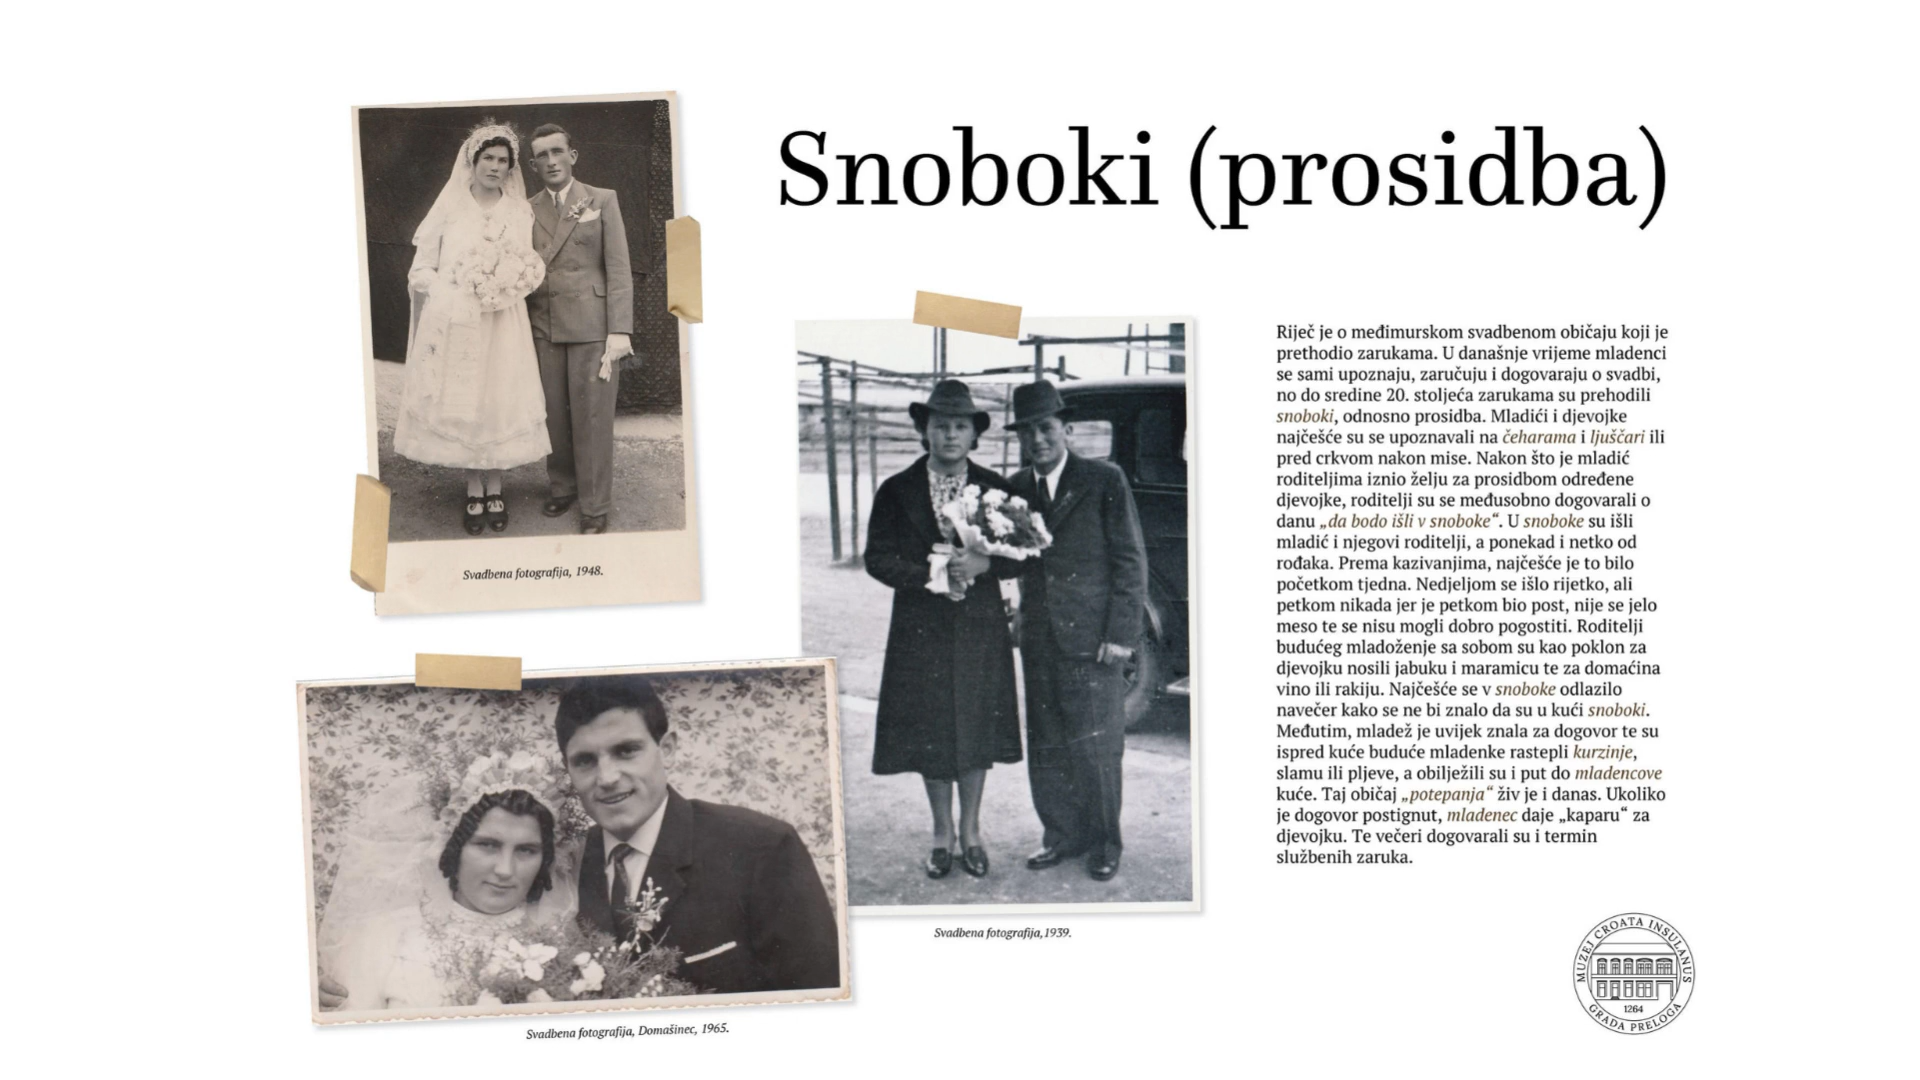 Snoboki (prosidba)
Svadbena fotografija, 1948.
Svadbena fotografija, 1939.
Svadbena fotografija, Domašinec, 1965.
Riječ je o međimurskom svadbenom običaju koji je
prethodio zarukama. U današnje vrijeme mladenci
se sami upoznaju, zaručuju i dogovaraju o svadbi,
no do sredine 20. stoljeća zarukama su prehodili
snoboki, odnosno prosidba. Mladići i djevojke
najčešće su se upoznavali na čeharama i ljuščari ili
pred crkvom nakon mise. Nakon što je mladić
roditeljima iznio želju za prosidbom određene
djevojke, roditelji su se međusobno dogovarali o
danu „da bodo išli v snoboke“. U snoboke su išli
mladić i njegovi roditelji, a ponekad i netko od
rođaka. Prema kazivanjima, najčešće je to bilo
početkom tjedna. Nedjeljom se išlo rijetko, ali
petkom nikada jer je petkom bio post, nije se jelo
meso te se nisu mogli dobro pogostiti. Roditelji
budućeg mladoženje sa sobom su kao poklon za
djevojku nosili jabuku i maramicu te za domaćina
vino ili rakiju. Najčešće se v snoboke odlazilo
navečer kako se ne bi znalo da su u kući snoboki.
Međutim, mladež je uvijek znala za dogovor te su
ispred kuće buduće mladenke rastepli kurzinje,
slamu ili pljeve, a obilježili su i put do mladencove
kuće. Taj običaj „potepanja“ živ je i danas. Ukoliko
je dogovor postignut, mladenec daje „kaparu“ za
djevojku. Te večeri dogovarali su i termin
službenih zaruka.
MUZEJ CROATA INSULANUS
1264
GRADA PRELOGA